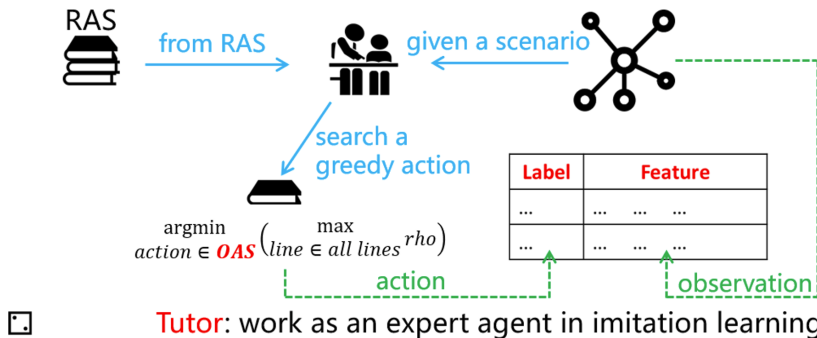 RAS
from RAS
given a scenario
search a
greedy action
Label Feature
... ... ... ...
... ... ... ...
argmin max
action ∈ OAS (line ∈ all lines rho)
action
observation
Tutor: work as an expert agent in imitation learning